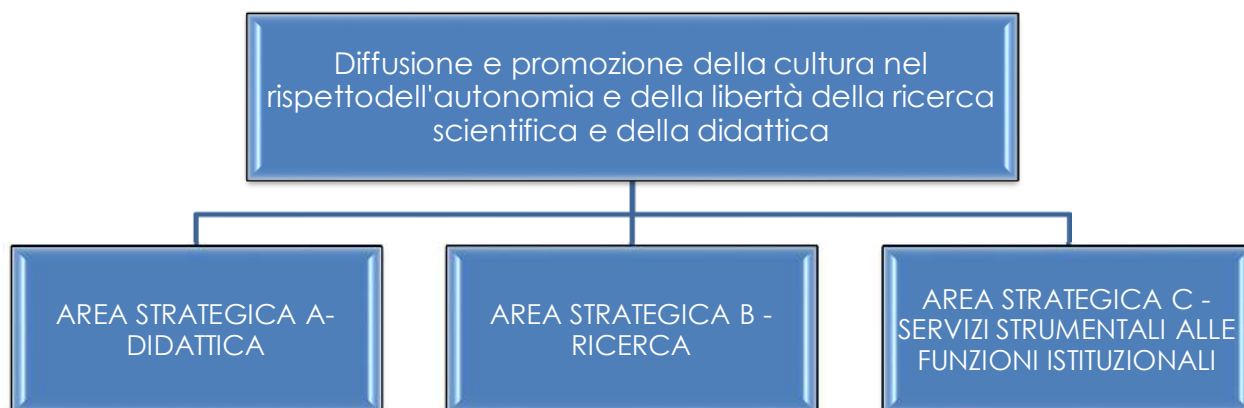 Diffusione e promozione della cultura nel
rispettodell'autonomia e della libertà della ricerca
scientifica e della didattica
AREA STRATEGICA A-
DIDATTICA
AREA STRATEGICA B -
RICERCA
AREA STRATEGICA C -
SERVIZI STRUMENTALI ALLE
FUNZIONI ISTITUZIONALI